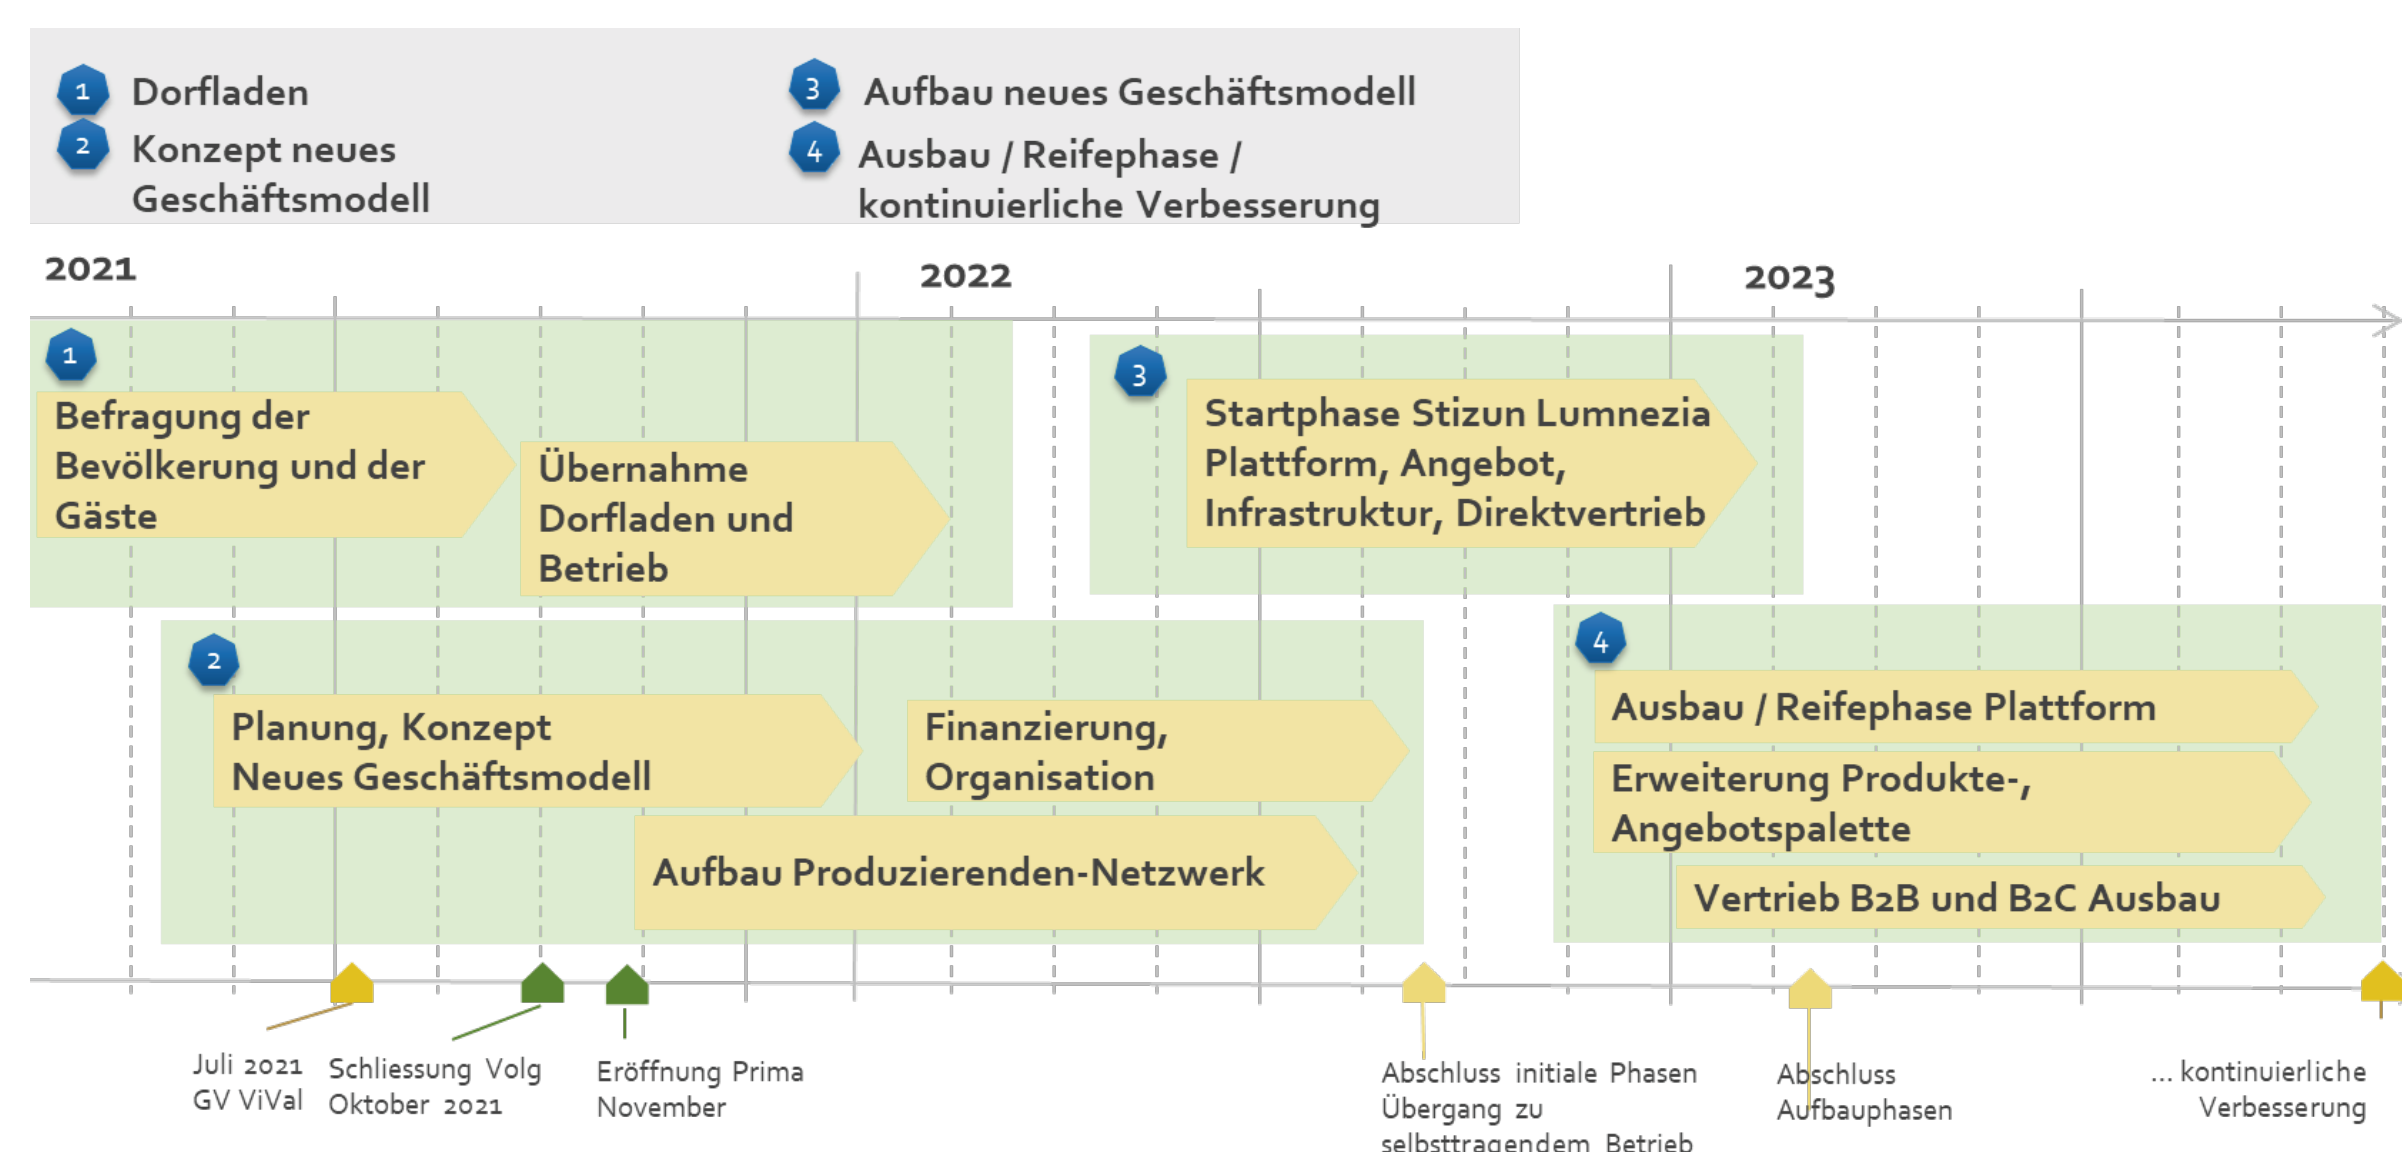 1 Dorfladen
2 Konzept neues
Geschäftsmodell
3 Aufbau neues Geschäftsmodell
4 Ausbau / Reifephase /
kontinuierliche Verbesserung
2021
2022
2023
1
Befragung der
Bevölkerung und der
Gäste
Übernahme
Dorfladen und
Betrieb
3
Startphase Stizun Lumnezia
Plattform, Angebot,
Infrastruktur, Direktvertrieb
2
Planung, Konzept
Neues Geschäftsmodell
Finanzierung,
Organisation
Aufbau Produzierenden-Netzwerk
4
Ausbau / Reifephase Plattform
Erweiterung Produkte-,
Angebotspalette
Vertrieb B2B und B2C Ausbau
Juli 2021
GV ViVal
Schliessung Volg
Oktober 2021
Eröffnung Prima
November
Abschluss initiale Phasen
Übergang zu
selbsttragendem Betrieb
Abschluss
Aufbauphasen
... kontinuierliche
Verbesserung